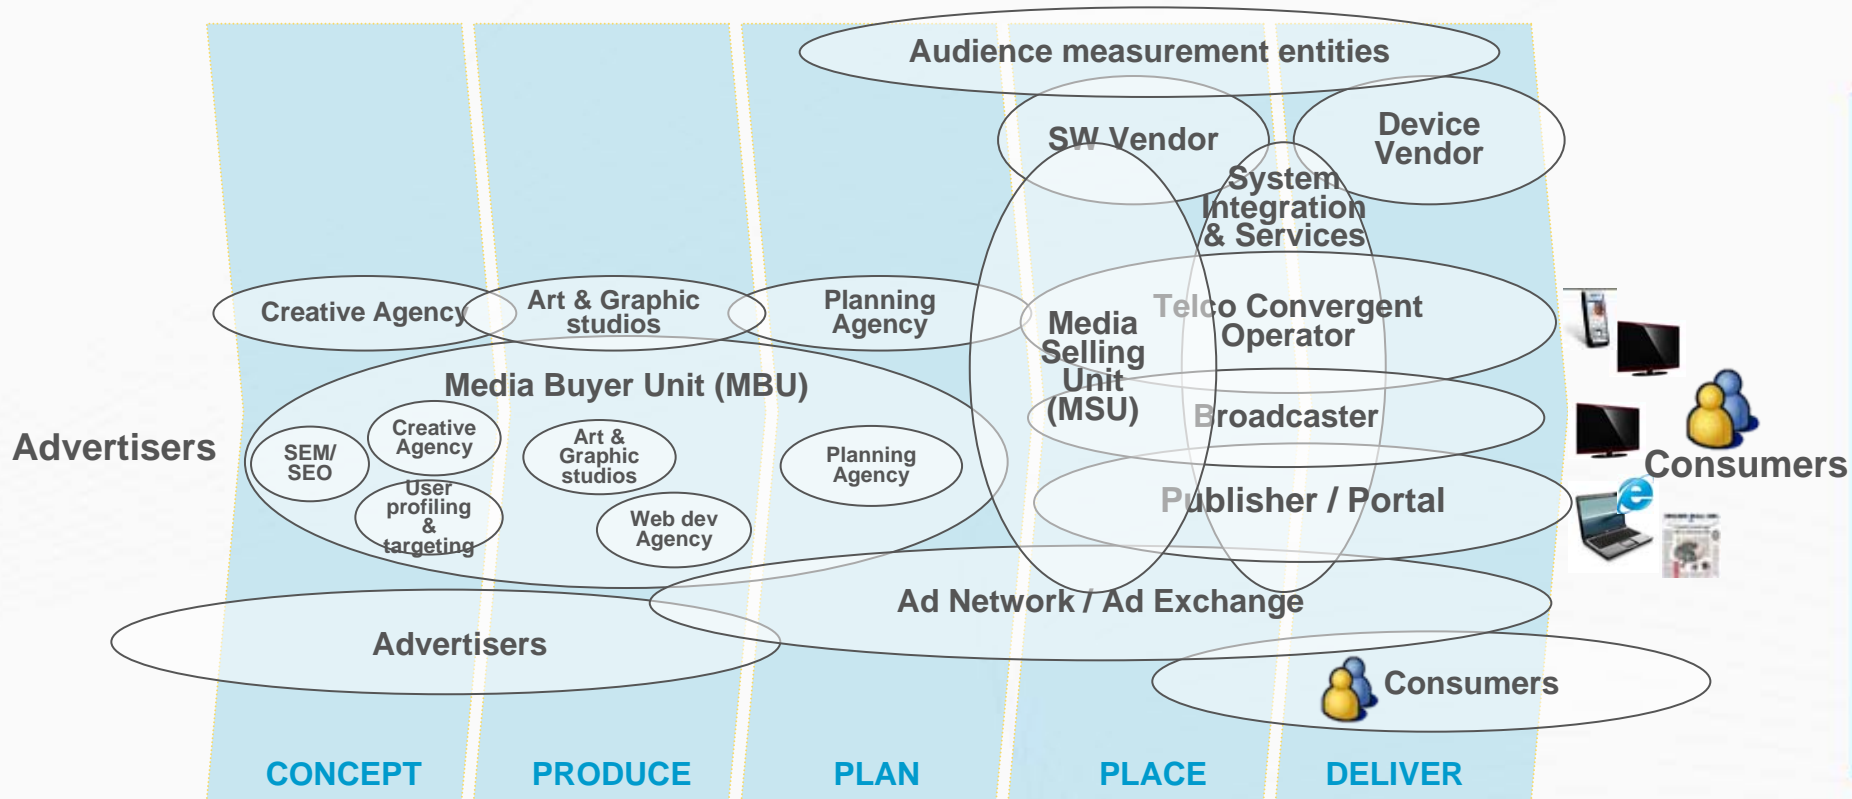 Audience measurement entities
SW Vendor
Device
Vendor
System
Integration
& Services
Creative Agency
Art & Graphic
studios
Planning
Agency
Telco Convergent
Operator
Media
Selling
Unit
(MSU)
Media Buyer Unit (MBU)
Broadcaster
Advertisers
SEM/
SEO
Creative
Agency
User
profiling
&
targeting
Art &
Graphic
studios
Web dev
Agency
Planning
Agency
Consumers
Publisher / Portal
Ad Network / Ad Exchange
Advertisers
Consumers
CONCEPT
PRODUCE
PLAN
PLACE
DELIVER